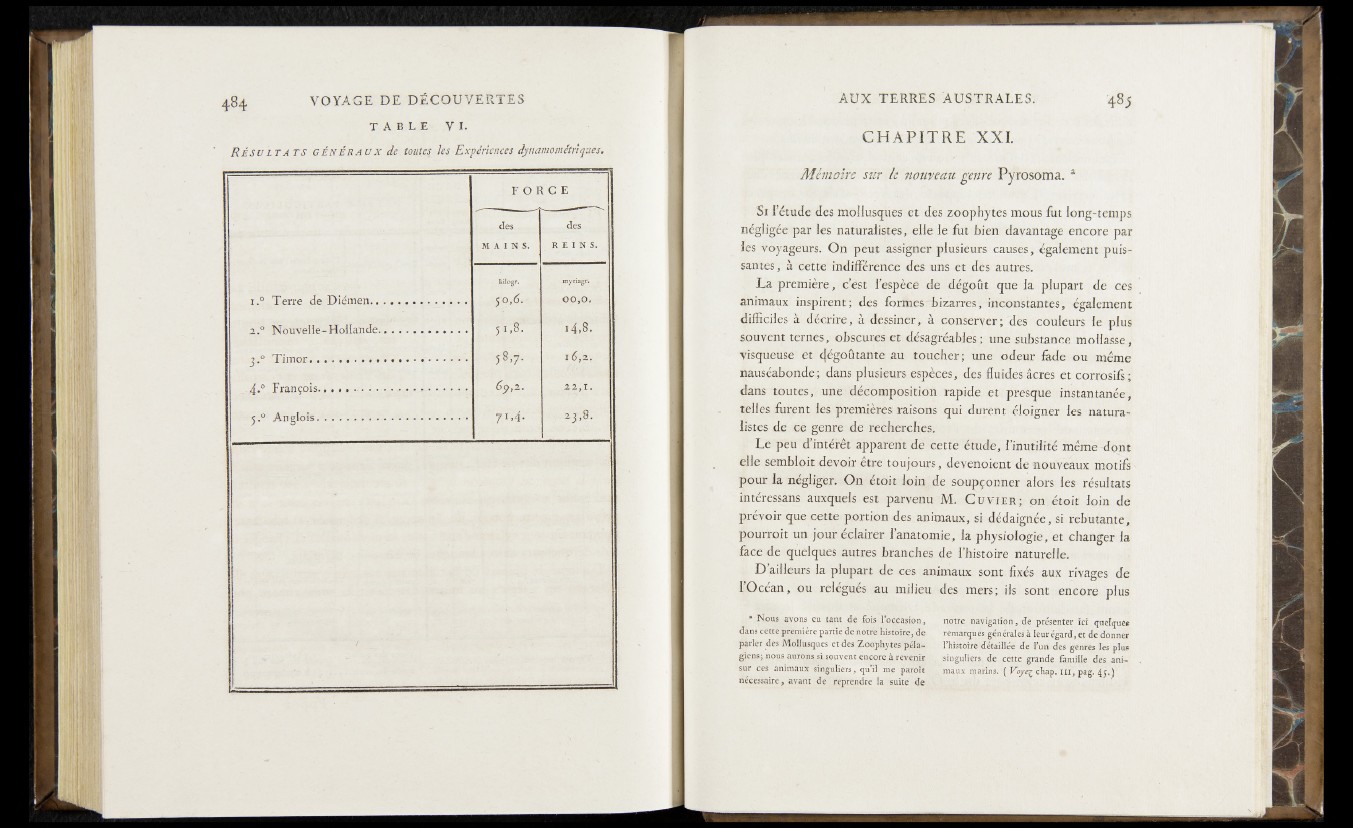 484 VOYAGE DE DÉCOUVERTES
TABLE VI.
RÉSULTATS GÉNÉRAUX de toutes les Expériences dynamométriques.
FORCE
des des
MAINS. REINS.
kilogr. myriagr.
1.° Terre de Diémen.............. 50,6. 00,0.
2.° Nouvelle-Hollande............. 51,8. 14,8.
3.° Timor...................... 58,7. 16,2.
4.° François..................... 69,2. 22,1.
5.° Anglois...................... 71,4. 23,8.
AUX TERRES AUSTRALES. 485
CHAPITRE XXI.
Mémoire sur le nouveau genre Pyrosoma. a
SI l'étude des mollusques et des zoophytes mous fut long-temps
négligée par les naturalistes, elle le fut bien davantage encore par
les voyageurs. On peut assigner plusieurs causes, également puis-
santes, à cette indifférence des uns et des autres.
La première, c'est l'espèce de dégoût que la plupart de ces
animaux inspirent; des formes bizarres, inconstantes, également
difficiles à décrire, à dessiner, à conserver; des couleurs le plus
souvent ternes, obscures et désagréables; une substance mollasse,
visqueuse et dégoûtante au toucher; une odeur fade ou même
nauséabonde; dans plusieurs espèces, des fluides âcres et corrosifs;
dans toutes, une décomposition rapide et presque instantanée,
telles furent les premières raisons qui durent éloigner les natura-
listes de ce genre de recherches.
Le peu d'intérêt apparent de cette étude, l'inutilité même dont
elle sembloit devoir être toujours, devenoient de nouveaux motifs
pour la négliger. On étoit loin de soupçonner alors les résultats
intéressans auxquels est parvenu M. CUVIER; on étoit loin de
prévoir que cette portion des animaux, si dédaignée, si rebutante,
pourroit un jour éclairer l'anatomie, la physiologie, et changer la
face de quelques autres branches de l'histoire naturelle.
D'ailleurs la plupart de ces animaux sont fixés aux rivages de
l'Océan, ou relégués au milieu des mers; ils sont encore plus
a Nous avons eu tant de fois l'occasion,
dans cette première partie de notre histoire, de
parler des Mollusques et des Zoophytes péla-
giens; nous aurons si souvent encore à revenir
sur ces animaux singuliers, qu'il me paroît
nécessaire, avant de reprendre la suite de
notre navigation, de présenter ici quelques
remarques générales à leur égard, et de donner
l'histoire détaillée de l'un des genres les plus
singuliers de cette grande famille des ani-
maux marins. (Voyez chap. III, pag. 45.)